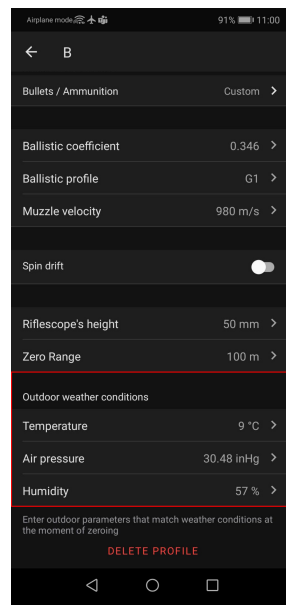 Airplane mode 91% 11:00
B
Bullets / Ammunition Custom
Ballistic coefficient 0.346
Ballistic profile G1
Muzzle velocity 980 m/s
Spin drift
Riflescope's height 50 mm
Zero Range 100 m
Outdoor weather conditions
Temperature 9 °C
Air pressure 30.48 inHg
Humidity 57 %
Enter outdoor parameters that match weather conditions at
the moment of zeroing
DELETE PROFILE